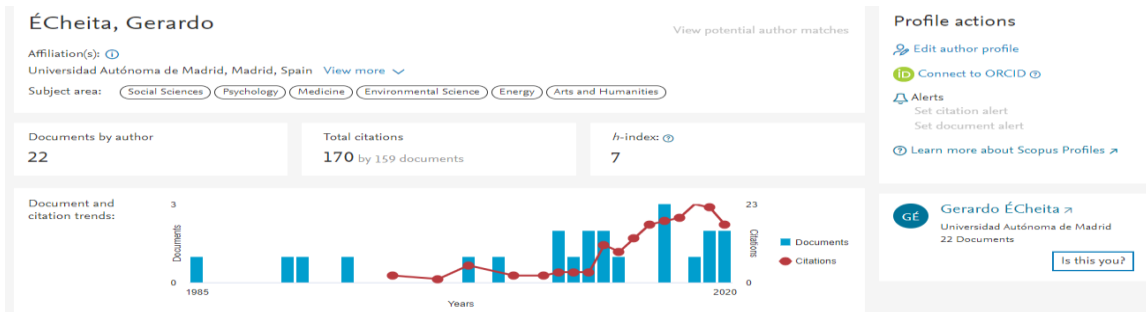 ÉCheita, Gerardo
View potential author matches
Affiliation(s):
Universidad Autónoma de Madrid, Madrid, Spain View more
Subject area: Social Sciences Psychology Medicine Environmental Science Energy Arts and Humanities
Documents by author
22
Total citations
170 by 159 documents
h-index:
7
Document and
citation trends:
3
0
Documents
1985
2020
Years
23
0
Citations
Documents
Citations
Profile actions
Edit author profile
iD Connect to ORCID
Alerts
Set citation alert
Set document alert
Learn more about Scopus Profiles
GÉ
Gerardo ÉCheita
Universidad Autónoma de Madrid
22 Documents
Is this you?